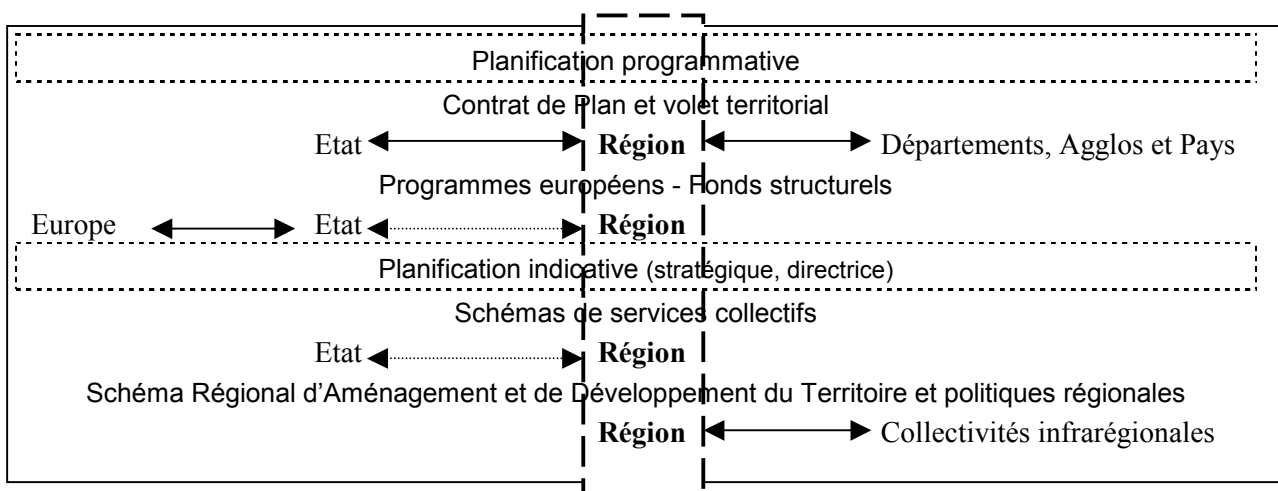 Planification programmative
Contrat de Plan et volet territorial
Etat Région Départements, Agglos et Pays
Programmes européens - Fonds structurels
Europe Etat Région
Planification indicative (stratégique, directrice)
Schémas de services collectifs
Etat Région
Schéma Régional d'Aménagement et de Développement du Territoire et politiques régionales
Région Collectivités infrarégionales